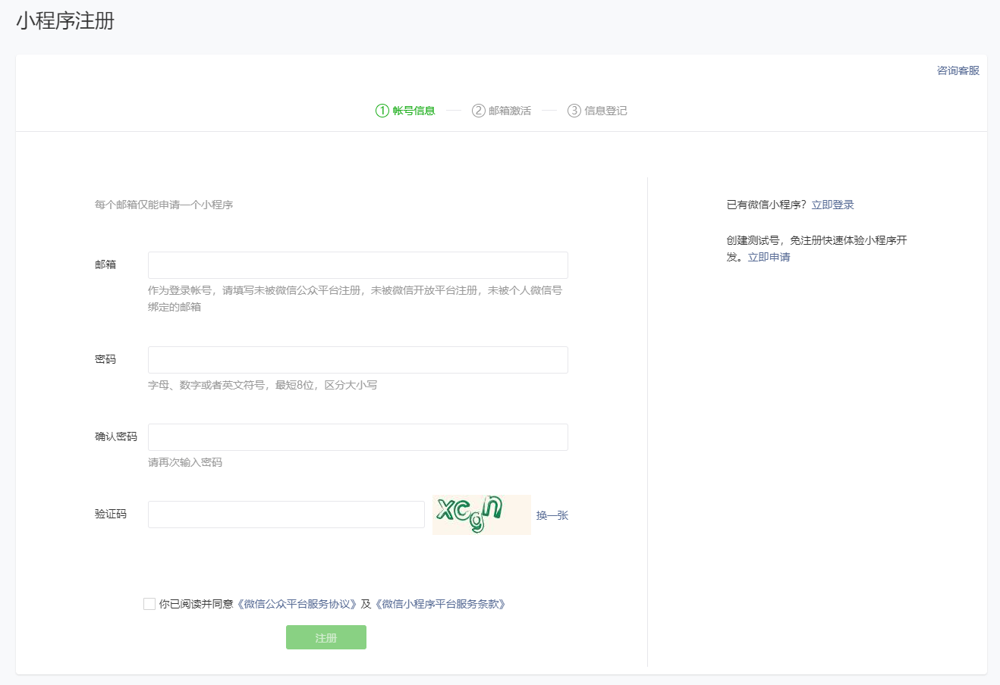 小程序注册
咨询客服
① 帐号信息 ② 邮箱激活 ③ 信息登记
每个邮箱仅能申请一个小程序
邮箱
作为登录帐号，请填写未被微信公众平台注册，未被微信开放平台注册，未被个人微信号
绑定的邮箱
密码
字母、数字或者英文符号，最短8位，区分大小写
确认密码
请再次输入密码
验证码
xcgn
换一张
你已阅读并同意《微信公众平台服务协议》及《微信小程序平台服务条款》
注册
已有微信小程序？立即登录
创建测试号，免注册快速体验小程序开
发。立即申请